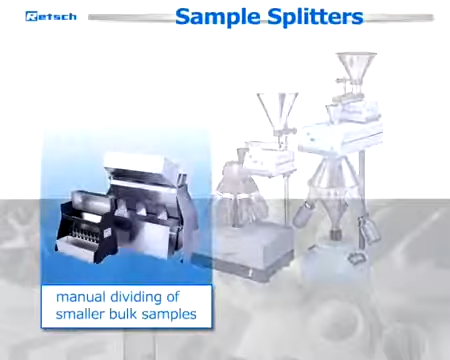 Retsch
Sample Splitters
manual dividing of
smaller bulk samples